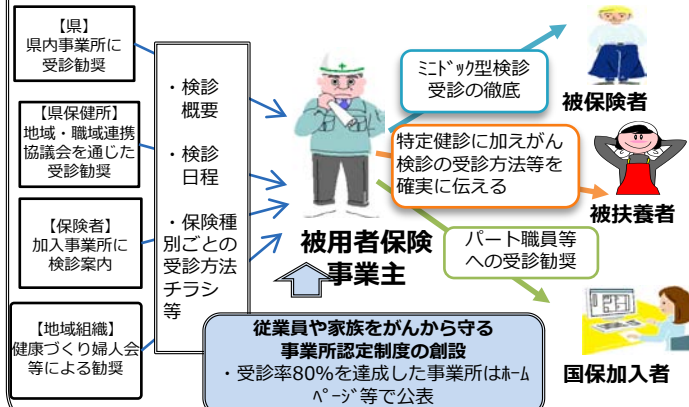 【県】
県内事業所に
受診勧奨
【県保健所】
地域・職域連携
協議会を通じた
受診勧奨
【保険者】
加入事業所に
検診案内
【地域組織】
健康づくり婦人会
等による勧奨
・検診
概要
・検診
日程
・保険種
別ごとの
受診方法
チラシ
等
被用者保険
事業主
ﾐﾆﾄﾞｯｸ型検診
受診の徹底
特定健診に加えがん
検診の受診方法等を
確実に伝える
パート職員等
への受診勧奨
被保険者
被扶養者
国保加入者
従業員や家族をがんから守る
事業所認定制度の創設
・受診率80%を達成した事業所はﾎｰﾑ
ﾍﾟｰｼﾞ等で公表